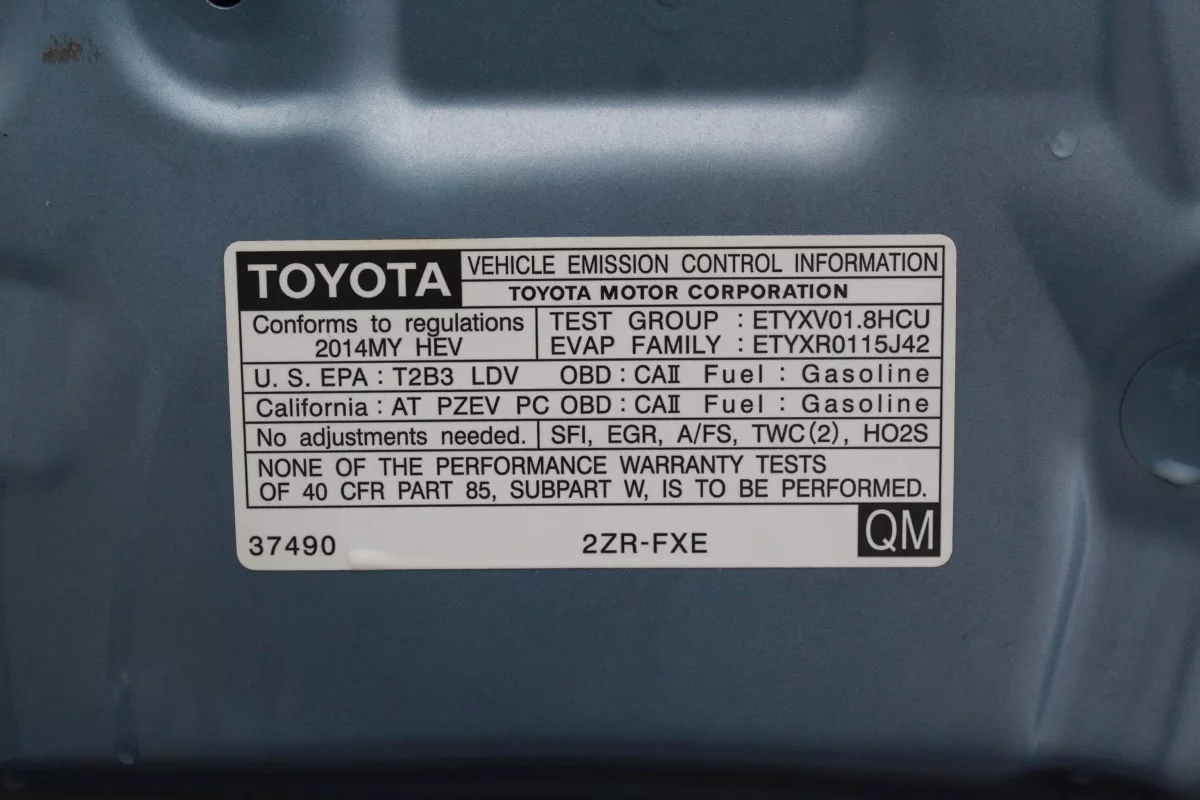 TOYOTA
VEHICLE EMISSION CONTROL INFORMATION
TOYOTA MOTOR CORPORATION
Conforms to regulations
2014MY HEV
TEST GROUP : ETYXV01.8HCU
EVAP FAMILY : ETYXR0115J42
U. S. EPA : T2B3 LDV OBD : CAⅡ Fuel : Gasoline
California : AT PZEV PC OBD : CAⅡ Fuel : Gasoline
No adjustments needed.
SFI, EGR, A/FS, TWC(2), HO2S
NONE OF THE PERFORMANCE WARRANTY TESTS
OF 40 CFR PART 85, SUBPART W, IS TO BE PERFORMED.
37490
2ZR-FXE
QM